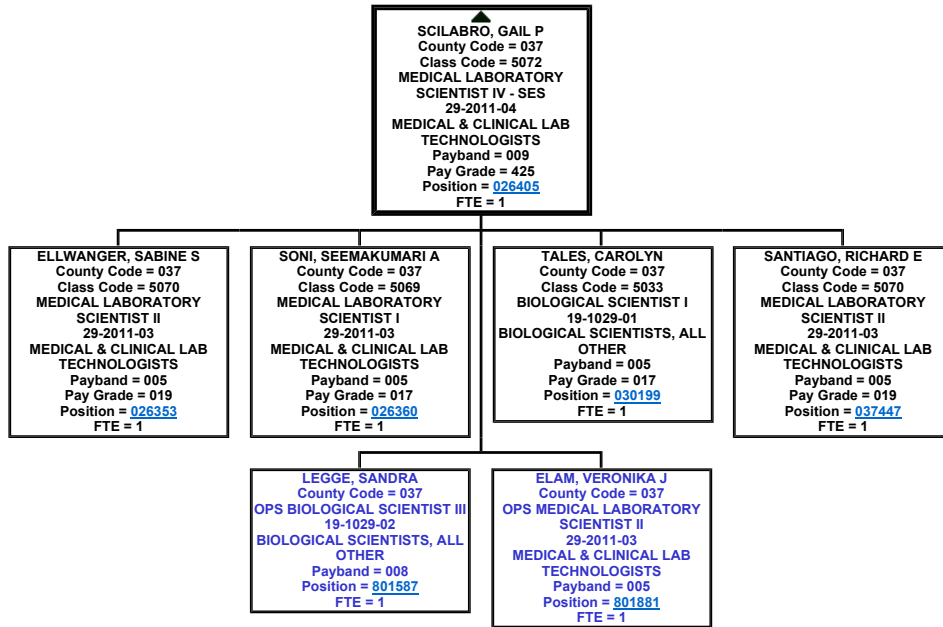 SCILABRO, GAIL P
County Code = 037
Class Code = 5072
MEDICAL LABORATORY
SCIENTIST IV - SES
29-2011-04
MEDICAL & CLINICAL LAB
TECHNOLOGISTS
Payband = 009
Pay Grade = 425
Position = 026405
FTE = 1
ELLWANGER, SABINE S
County Code = 037
Class Code = 5070
MEDICAL LABORATORY
SCIENTIST II
29-2011-03
MEDICAL & CLINICAL LAB
TECHNOLOGISTS
Payband = 005
Pay Grade = 019
Position = 026353
FTE = 1
SONI, SEEMAKUMARI A
County Code = 037
Class Code = 5069
MEDICAL LABORATORY
SCIENTIST I
29-2011-03
MEDICAL & CLINICAL LAB
TECHNOLOGISTS
Payband = 005
Pay Grade = 017
Position = 026360
FTE = 1
TALES, CAROLYN
County Code = 037
Class Code = 5033
BIOLOGICAL SCIENTIST I
19-1029-01
BIOLOGICAL SCIENTISTS, ALL
OTHER
Payband = 005
Pay Grade = 017
Position = 030199
FTE = 1
SANTIAGO, RICHARD E
County Code = 037
Class Code = 5070
MEDICAL LABORATORY
SCIENTIST II
29-2011-03
MEDICAL & CLINICAL LAB
TECHNOLOGISTS
Payband = 005
Pay Grade = 019
Position = 037447
FTE = 1
LEGGE, SANDRA
County Code = 037
OPS BIOLOGICAL SCIENTIST III
19-1029-02
BIOLOGICAL SCIENTISTS, ALL
OTHER
Payband = 008
Position = 801587
FTE = 1
ELAM, VERONIKA J
County Code = 037
OPS MEDICAL LABORATORY
SCIENTIST II
29-2011-03
MEDICAL & CLINICAL LAB
TECHNOLOGISTS
Payband = 005
Position = 801881
FTE = 1